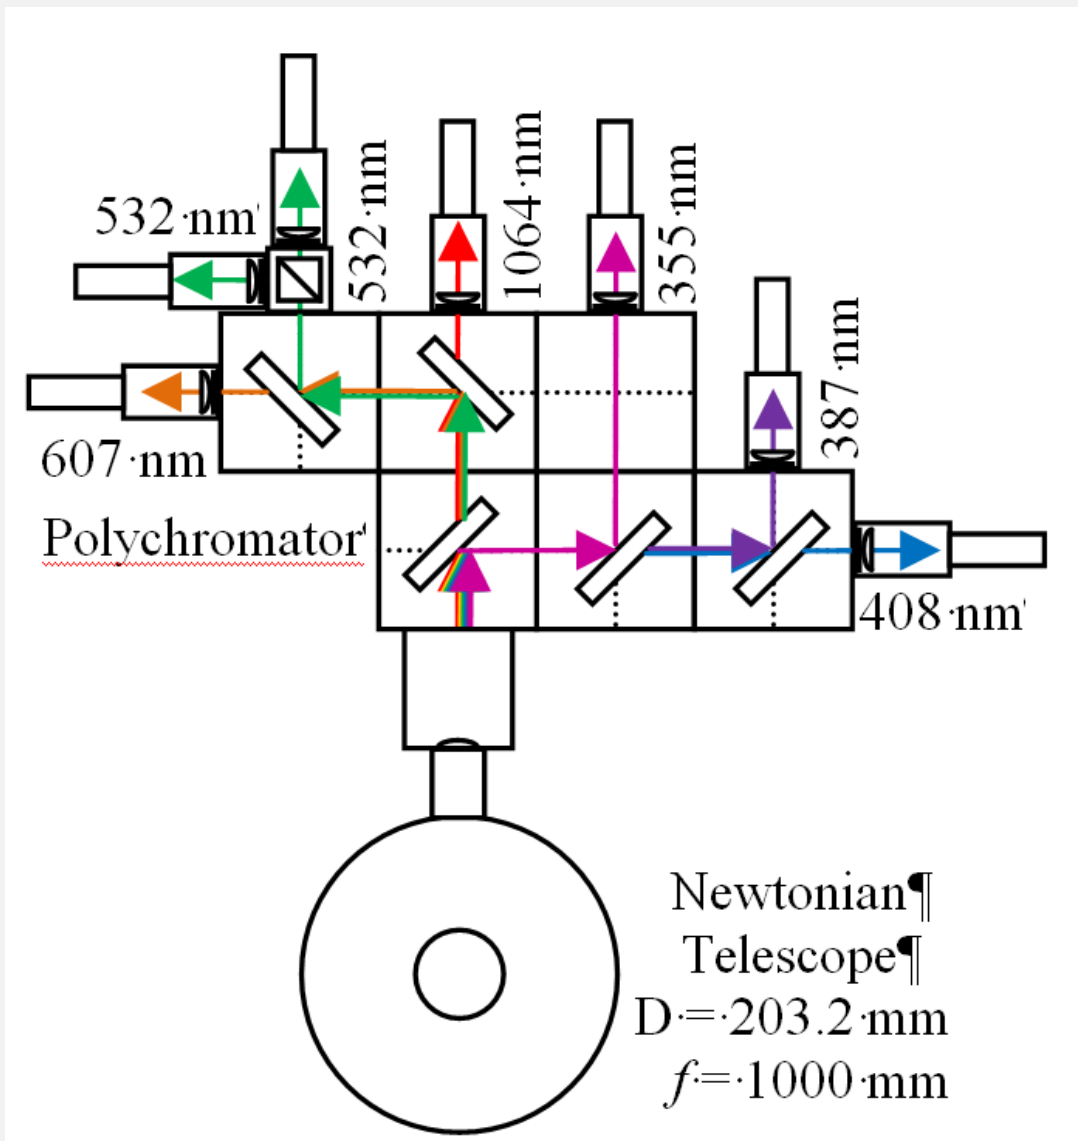 532·nm
532·nm
1064·nm
355·nm
387·nm
607·nm
Polychromator
408·nm
Newtonian¶
Telescope¶
D·=·203.2·mm
f·=·1000·mm